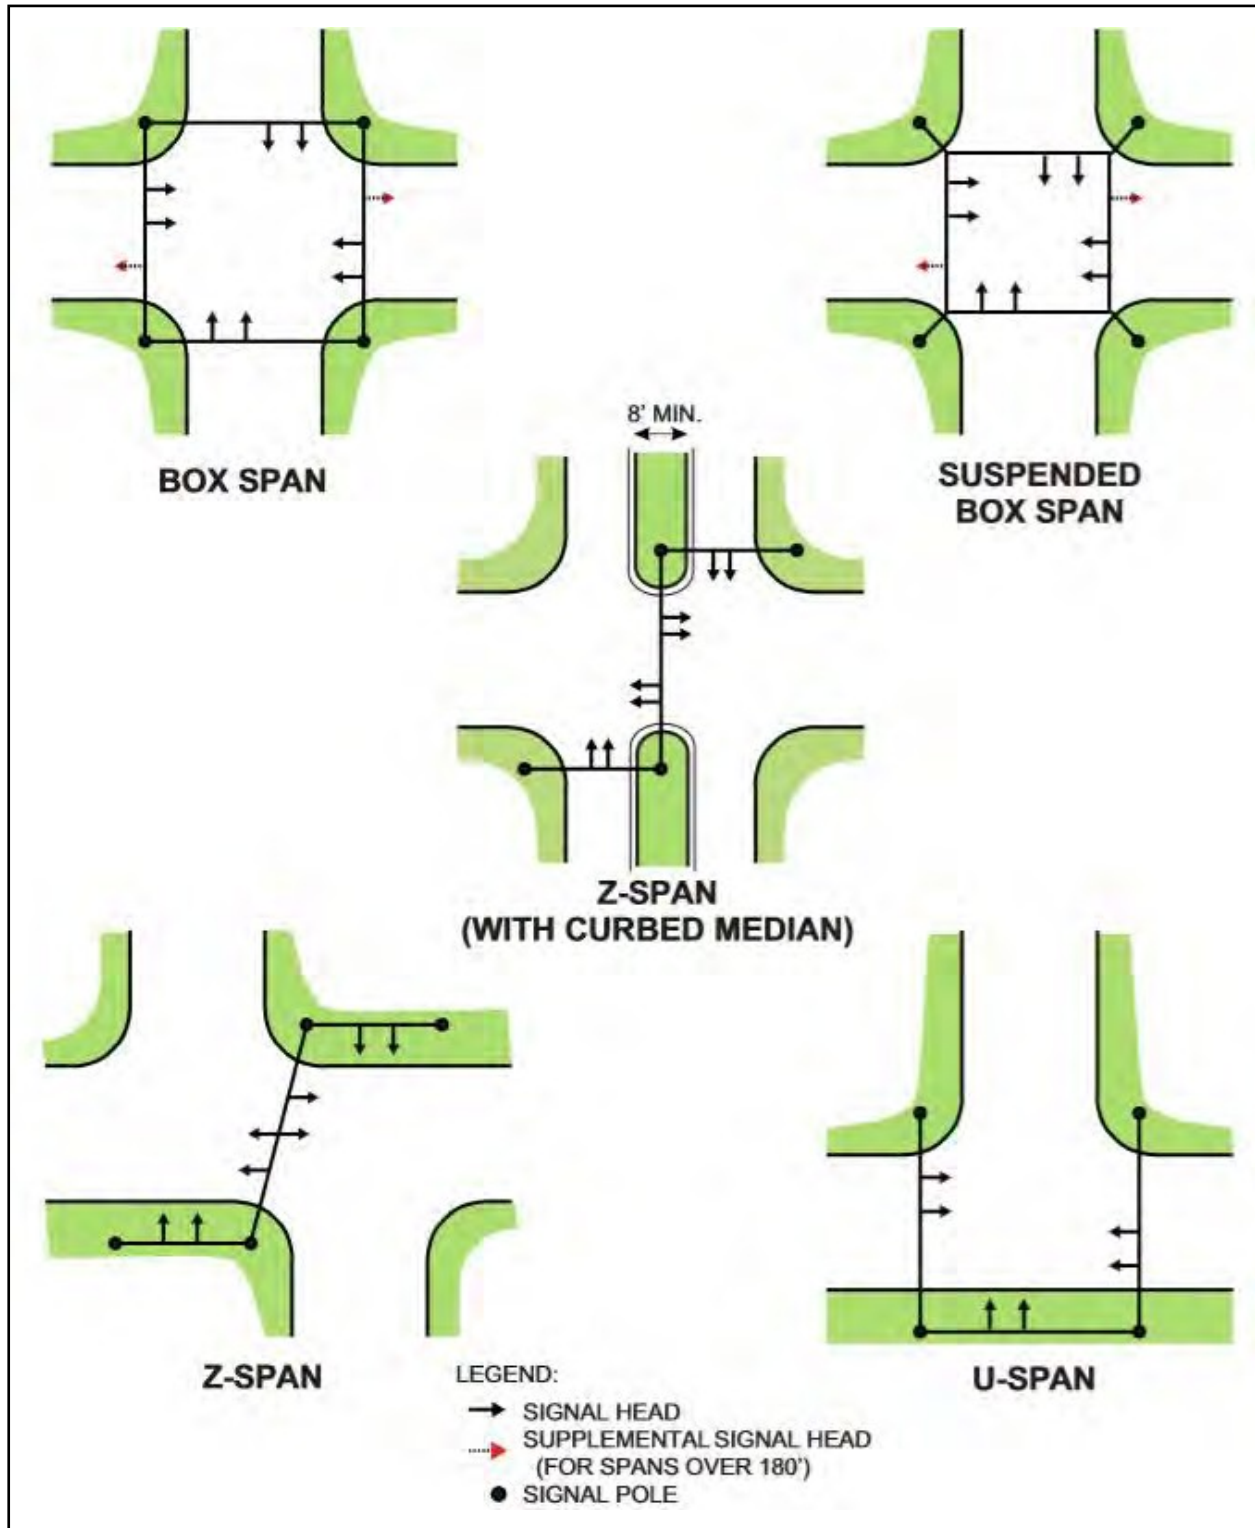 BOX SPAN
SUSPENDED
BOX SPAN
8' MIN.
Z-SPAN
(WITH CURBED MEDIAN)
Z-SPAN
U-SPAN
LEGEND:
SIGNAL HEAD
SUPPLEMENTAL SIGNAL HEAD
(FOR SPANS OVER 180')
SIGNAL POLE